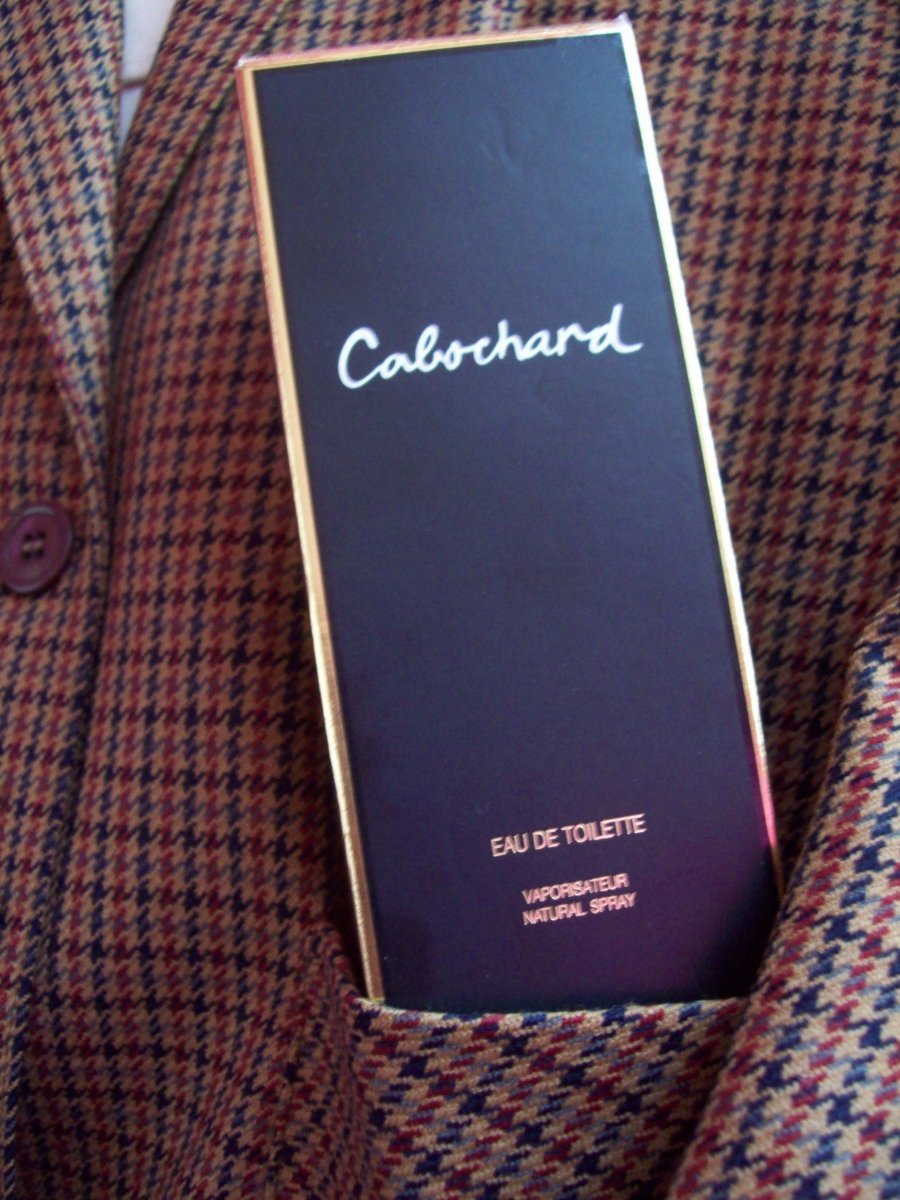 Cabochard
EAU DE TOILETTE
VAPORISATEUR
NATURAL SPRAY